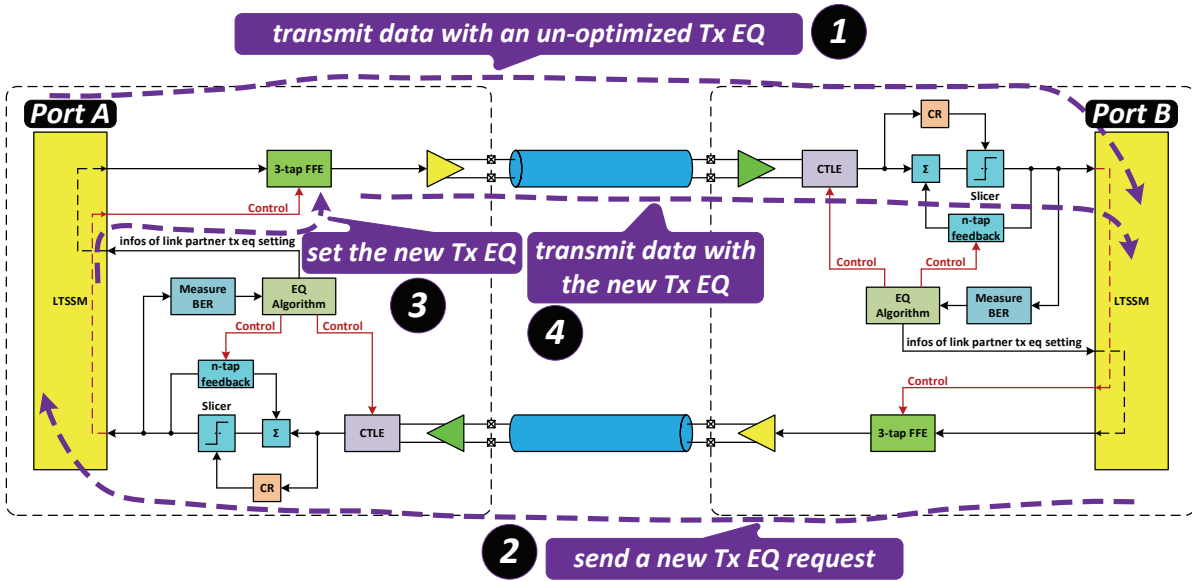 transmit data with an un-optimized Tx EQ
1
Port A
Port B
CR
3-tap FFE
CTLE
Σ
Slicer
Control
n-tap
feedback
infos of link partner tx eq setting
set the new Tx EQ
3
transmit data with
the new Tx EQ
4
Control
Control
LTSSM
Measure
BER
EQ
Algorithm
EQ
Algorithm
Measure
BER
LTSSM
Control
Control
infos of link partner tx eq setting
n-tap
feedback
Control
Slicer
Σ
CTLE
3-tap FFE
CR
2
send a new Tx EQ request